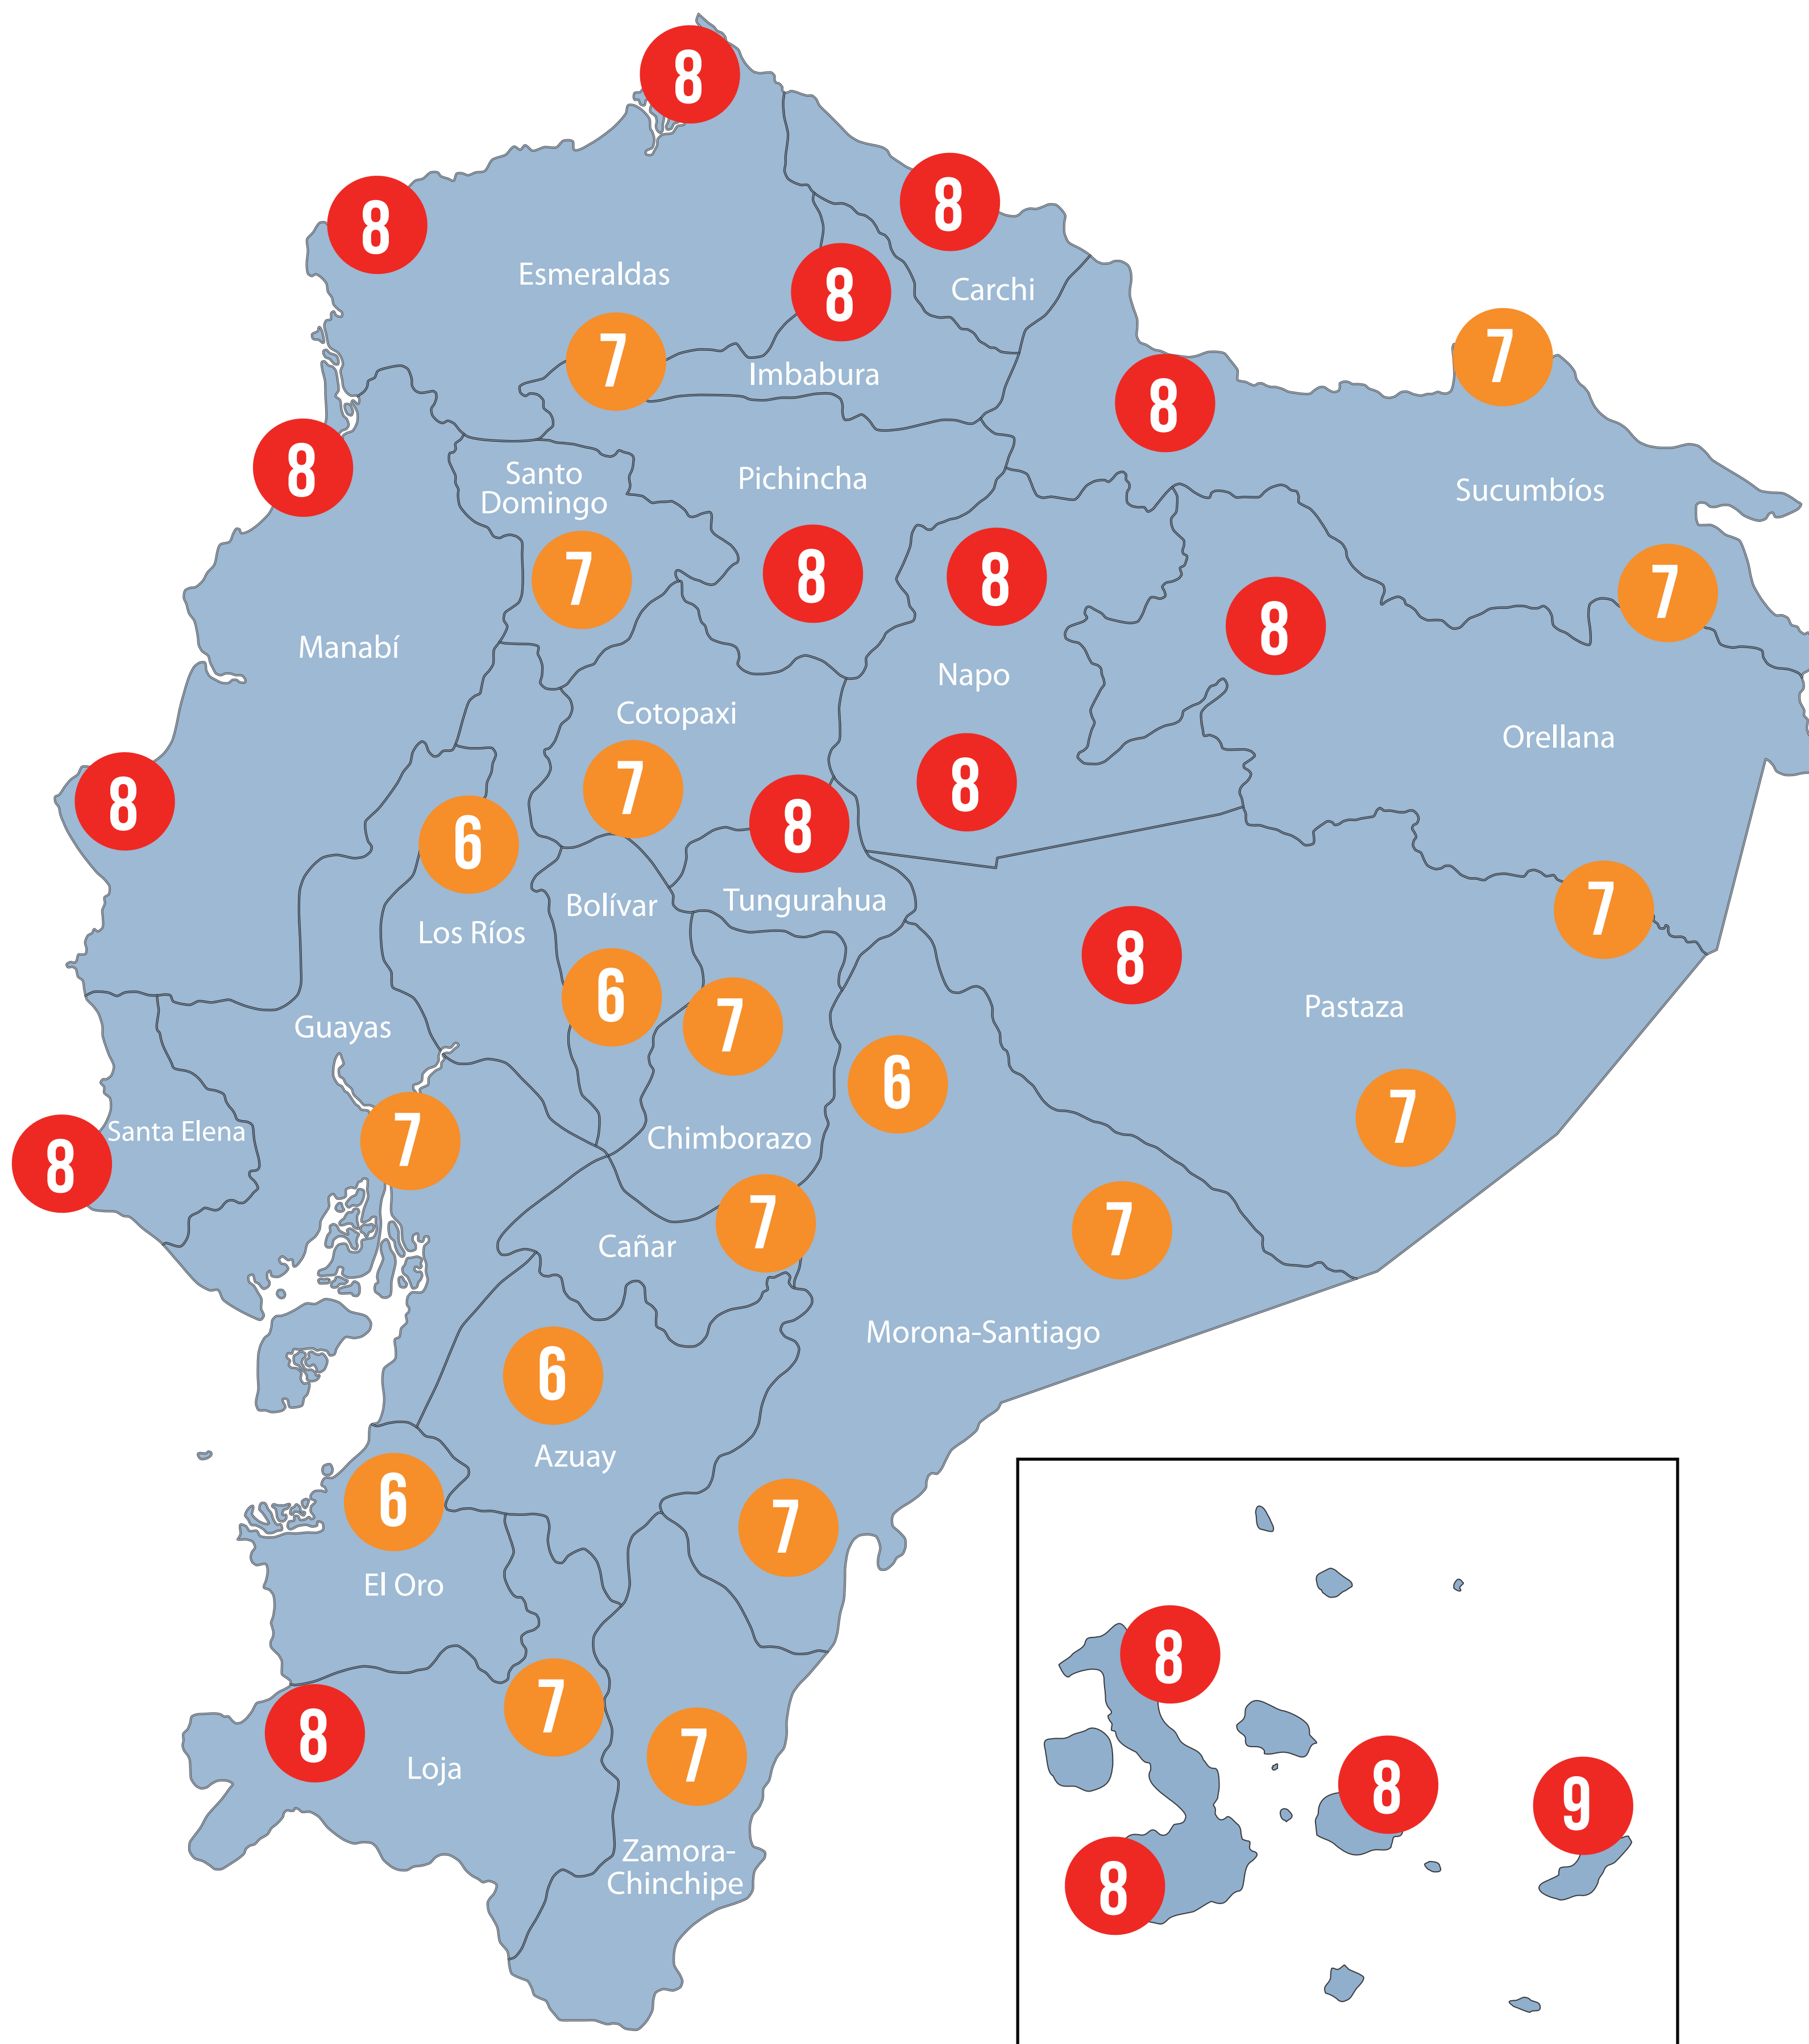 8
8
8
8
Esmeraldas
Carchi
7
7
8
Imbabura
8
8
Santo
Domingo
Pichincha
Sucumbíos
7
8
8
7
8
Manabí
Napo
Cotopaxi
Orellana
8
7
8
8
6
Bolívar
Tungurahua
Los Ríos
7
8
6
7
Guayas
Pastaza
6
7
Santa Elena
7
Chimborazo
8
7
7
Cañar
Morona-Santiago
6
Azuay
6
7
El Oro
8
7
8
7
Loja
8
9
Zamora-
Chinchipe
8